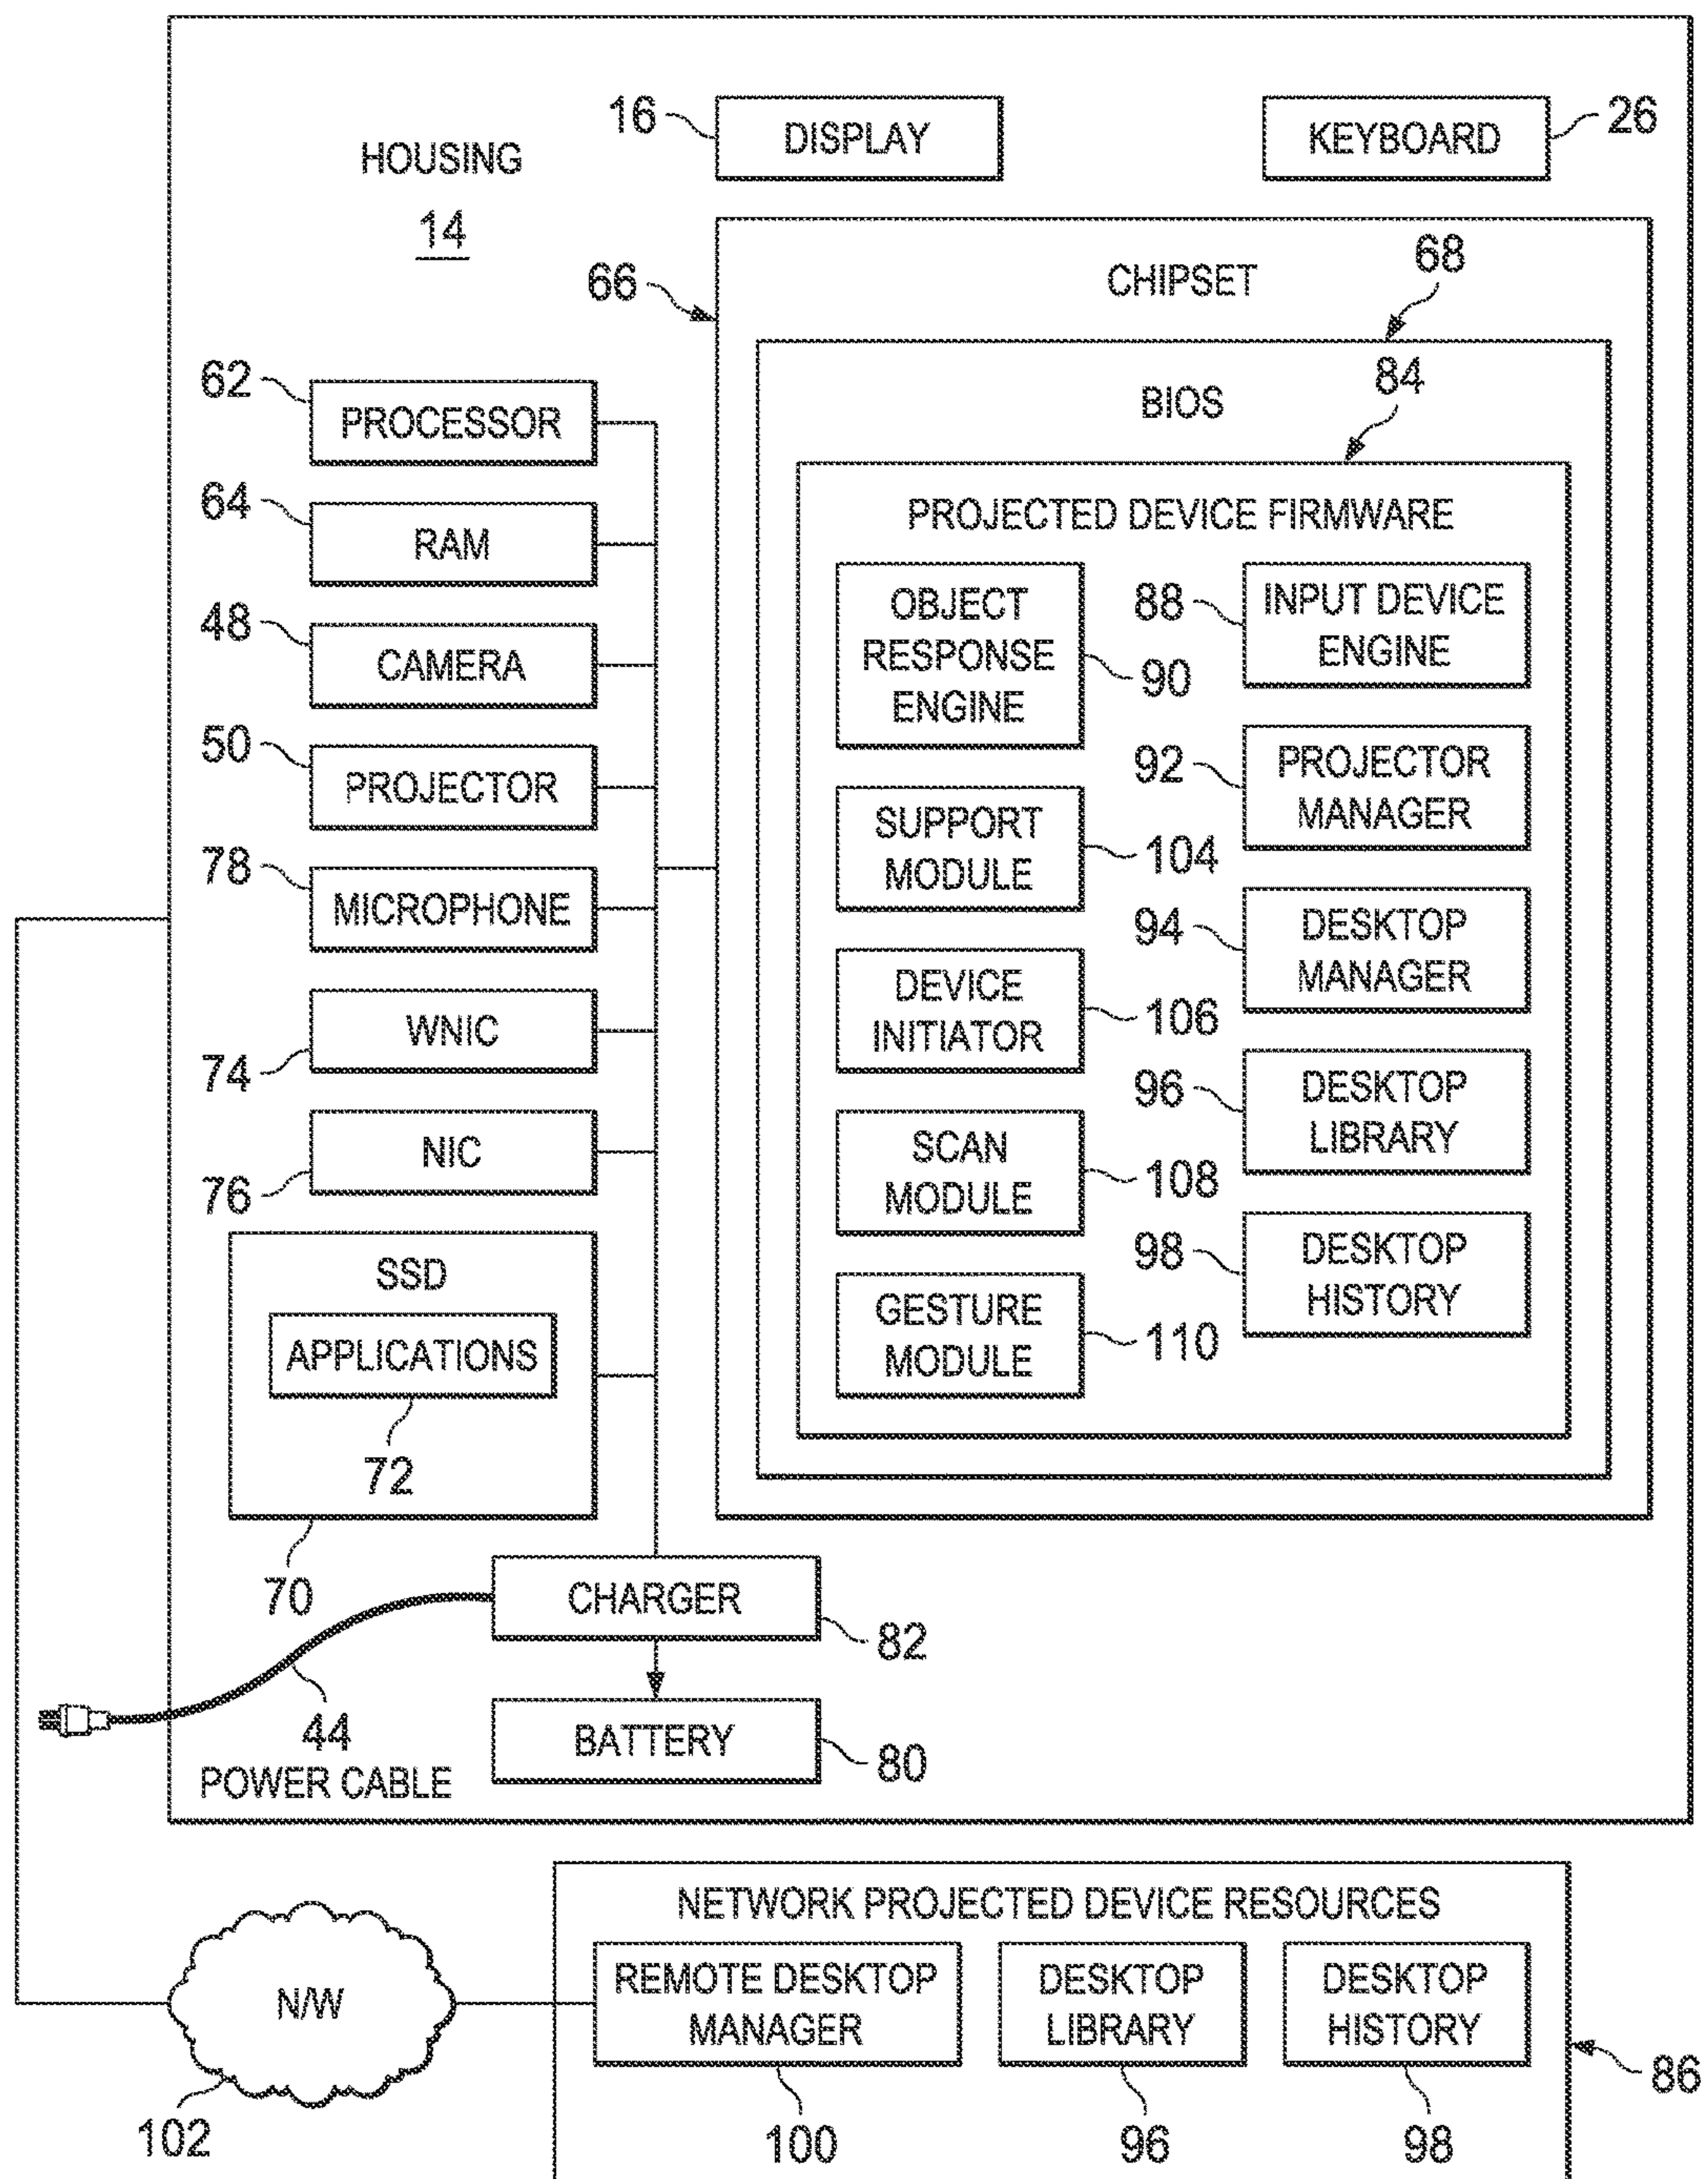 16
DISPLAY
KEYBOARD
26
HOUSING
14
66
CHIPSET
68
BIOS
84
PROJECTED DEVICE FIRMWARE
62
PROCESSOR
64
RAM
48
CAMERA
50
PROJECTOR
78
MICROPHONE
WNIC
74
NIC
76
SSD
APPLICATIONS
72
70
OBJECT
RESPONSE
ENGINE
90
SUPPORT
MODULE
104
DEVICE
INITIATOR
106
SCAN
MODULE
108
GESTURE
MODULE
110
88
INPUT DEVICE
ENGINE
92
PROJECTOR
MANAGER
94
DESKTOP
MANAGER
96
DESKTOP
LIBRARY
98
DESKTOP
HISTORY
CHARGER
82
44
POWER CABLE
BATTERY
80
N/W
102
NETWORK PROJECTED DEVICE RESOURCES
REMOTE DESKTOP
MANAGER
100
DESKTOP
LIBRARY
96
DESKTOP
HISTORY
98
86